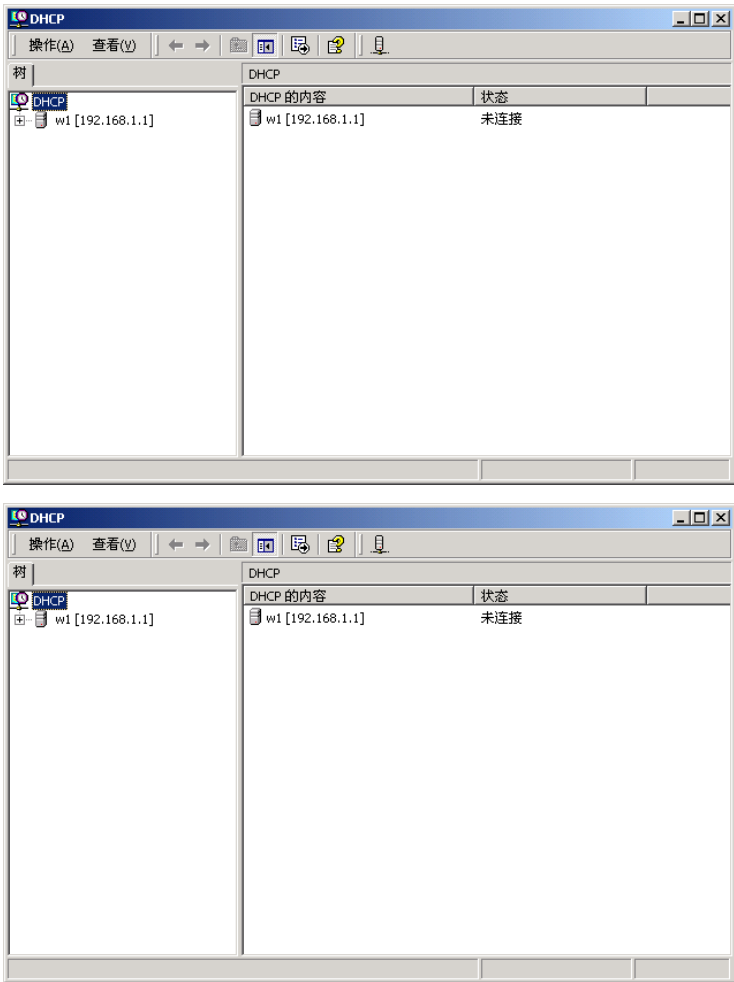 DHCP
操作(A) 查看(V)
树
DHCP
DHCP
w1 [192.168.1.1]
DHCP 的内容 状态
w1 [192.168.1.1] 未连接
DHCP
操作(A) 查看(V)
树
DHCP
DHCP
w1 [192.168.1.1]
DHCP 的内容 状态
w1 [192.168.1.1] 未连接